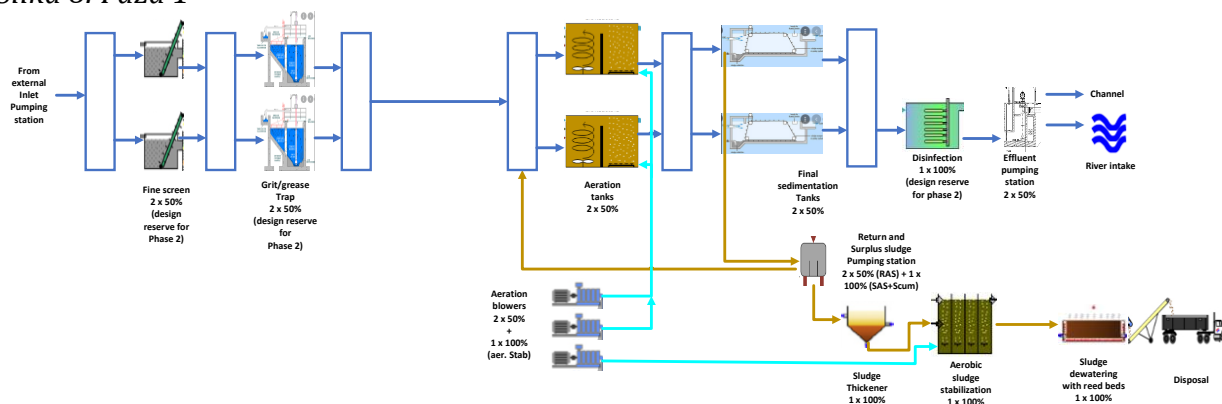 From
external
Inlet
Pumping
station
Fine screen
2 x 50%
(design
reserve for
Phase 2)
Grit/grease
Trap
2 x 50%
(design reserve
for
Phase 2)
Aeration
tanks
2 x 50%
Final
sedimentation
Tanks
2 x 50%
Disinfection
1 x 100%
(design reserve
for phase 2)
Effluent
pumping
station
2 x 50%
Channel
River intake
Return and
Surplus sludge
Pumping station
2 x 50% (RAS) + 1 x
100% (SAS+Scum)
Aeration
blowers
2 x 50%
+
1 x 100%
(aer. Stab)
Sludge
Thickener
1 x 100%
Aerobic
sludge
stabilization
1 x 100%
Sludge
dewatering
with reed beds
1 x 100%
Disposal